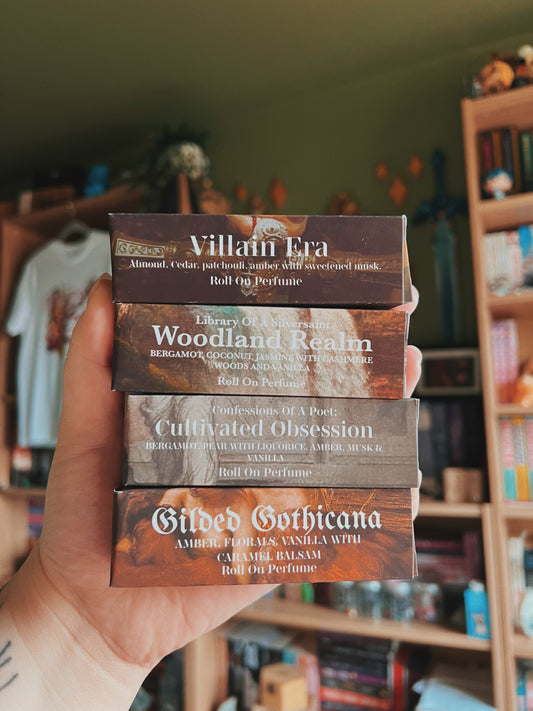 Villain Era
Almond, Cedar, patchouli, amber with sweetened musk.
Roll On Perfume
Library Of A Silversaint
Woodland Realm
BERGAMOT, COCONUT, JASMINE WITH CASHMERE
WOODS AND VANILLA
Roll On Perfume
Confessions Of A Poet:
Cultivated Obsession
BERGAMOT, PEAR WITH LIQUORICE, AMBER, MUSK &
VANILLA
Roll On Perfume
Gilded Gothicana
AMBER, FLORALS, VANILLA WITH
CARAMEL BALSAM
Roll On Perfume